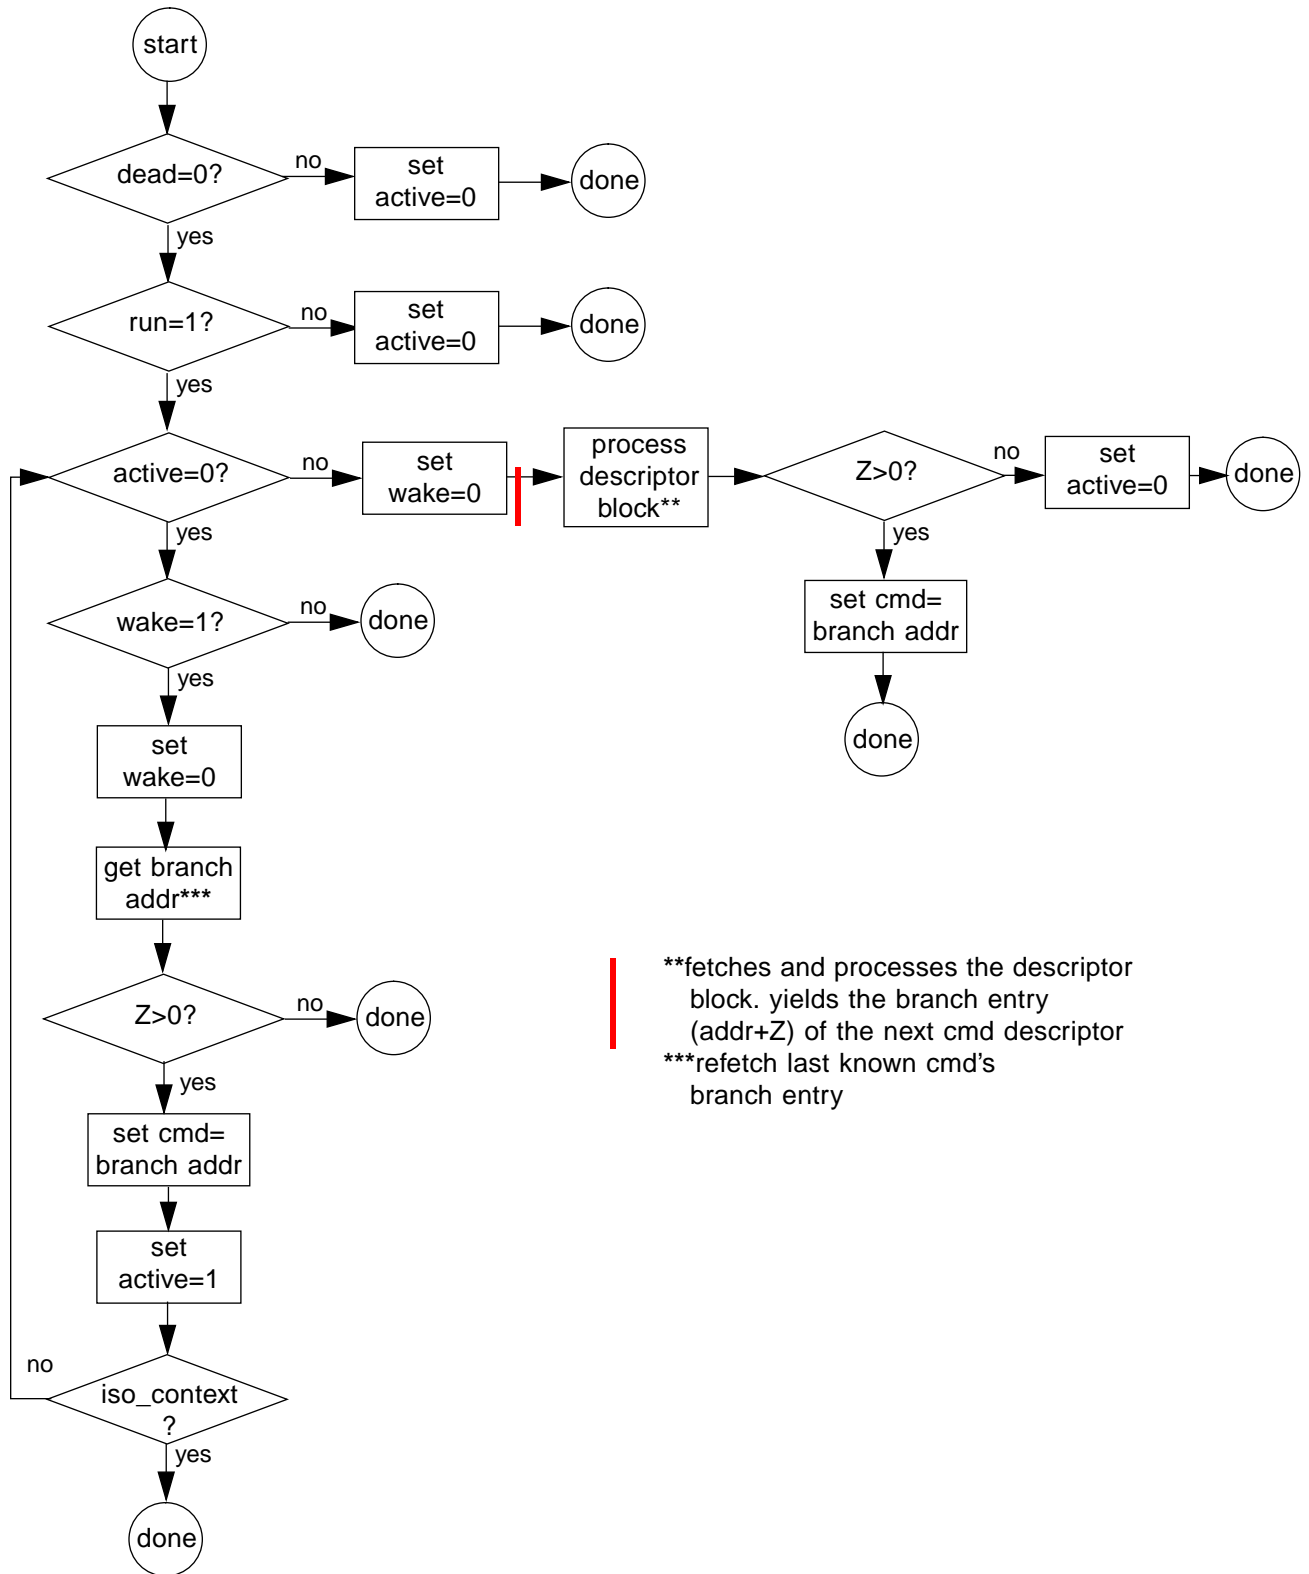 start
dead=0?
no
set
active=0
done
yes
run=1?
no
set
active=0
done
yes
active=0?
no
set
wake=0
process
descriptor
block**
Z>0?
no
set
active=0
done
yes
set cmd=
branch addr
done
yes
wake=1?
no
done
yes
set
wake=0
get branch
addr***
Z>0?
no
done
yes
set cmd=
branch addr
set
active=1
no
iso_context
?
yes
done
**fetches and processes the descriptor
block. yields the branch entry
(addr+Z) of the next cmd descriptor
***refetch last known cmd's
branch entry